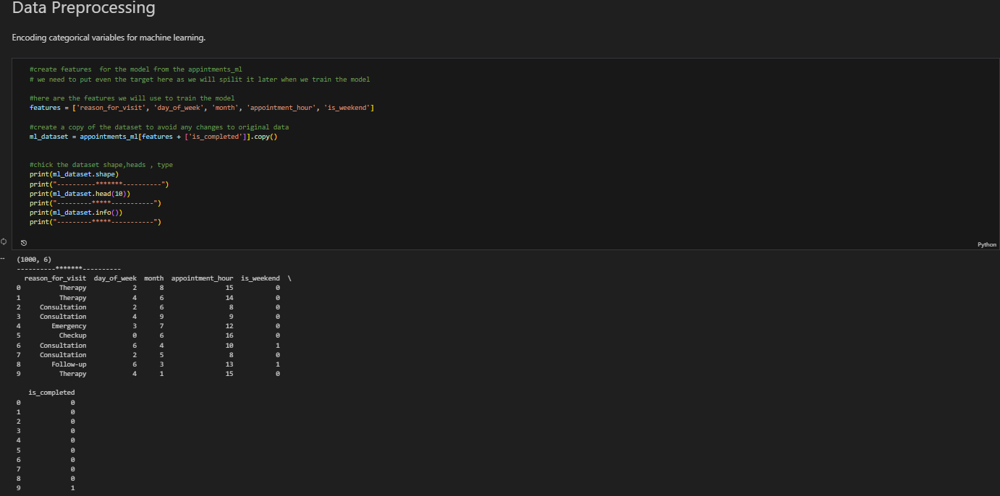 Data Preprocessing
Encoding categorical variables for machine learning.
#create features  for the model from the appintments_ml
# we need to put even the target here as we will spilit it later when we train the model
#here are the features we will use to train the model
features = ['reason_for_visit', 'day_of_week', 'month', 'appointment_hour', 'is_weekend']
#create a copy of the dataset to avoid any changes to original data
ml_dataset = appointments_ml[features + ['is_completed']].copy()
#chick the dataset shape,heads , type
print(ml_dataset.shape)
print("----------*******----------")
print(ml_dataset.head(10))
print("---------*****-----------")
print(ml_dataset.info())
print("---------*****-----------")
Python
(1000, 6)
----------*******----------
  reason_for_visit  day_of_week  month  appointment_hour  is_weekend  \
0          Therapy            2      8                15           0
1          Therapy            4      6                14           0
2     Consultation            2      6                 8           0
3     Consultation            4      9                 9           0
4        Emergency            3      7                12           0
5          Checkup            0      6                16           0
6     Consultation            6      4                10           1
7     Consultation            2      5                 8           0
8        Follow-up            6      3                13           1
9          Therapy            4      1                15           0
   is_completed
0             0
1             0
2             0
3             0
4             0
5             0
6             0
7             0
8             0
9             1